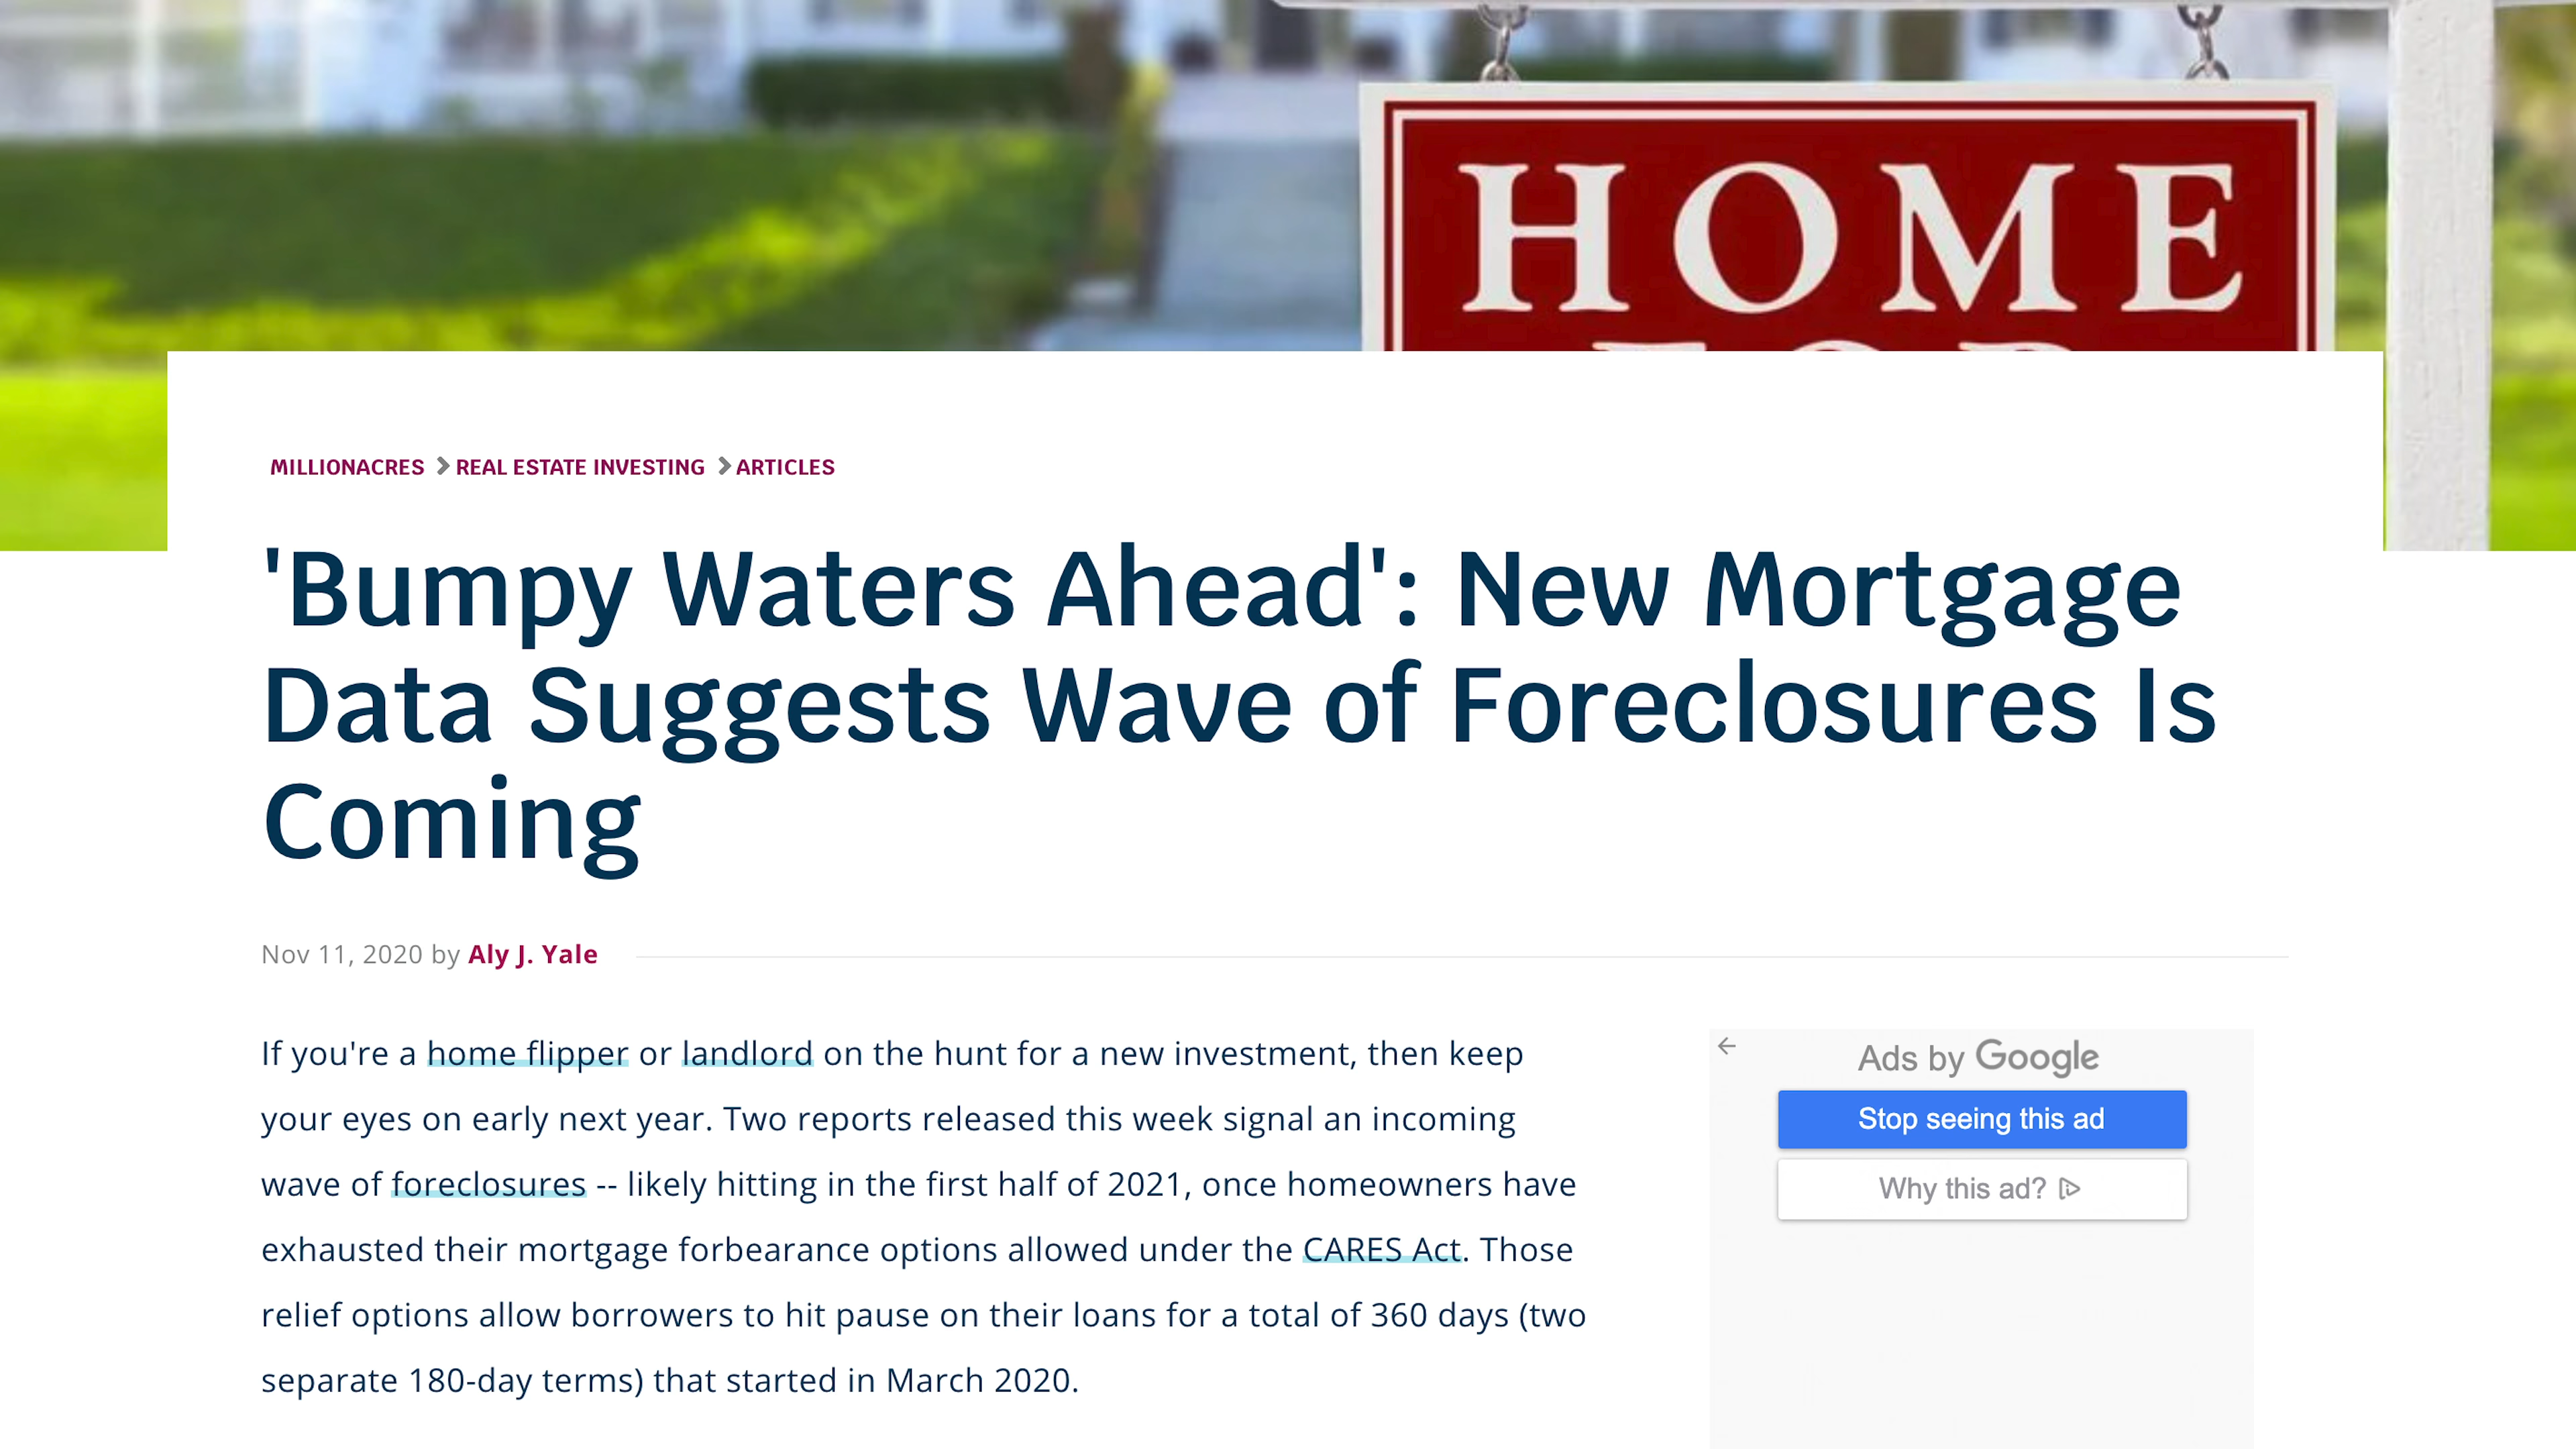 HOME
MILLIONACRES > REAL ESTATE INVESTING > ARTICLES
'Bumpy Waters Ahead': New Mortgage
Data Suggests Wave of Foreclosures Is
Coming
Nov 11, 2020 by Aly J. Yale
If you're a home flipper or landlord on the hunt for a new investment, then keep
your eyes on early next year. Two reports released this week signal an incoming
wave of foreclosures -- likely hitting in the first half of 2021, once homeowners have
exhausted their mortgage forbearance options allowed under the CARES Act. Those
relief options allow borrowers to hit pause on their loans for a total of 360 days (two
separate 180-day terms) that started in March 2020.
Ads by Google
Stop seeing this ad
Why this ad?